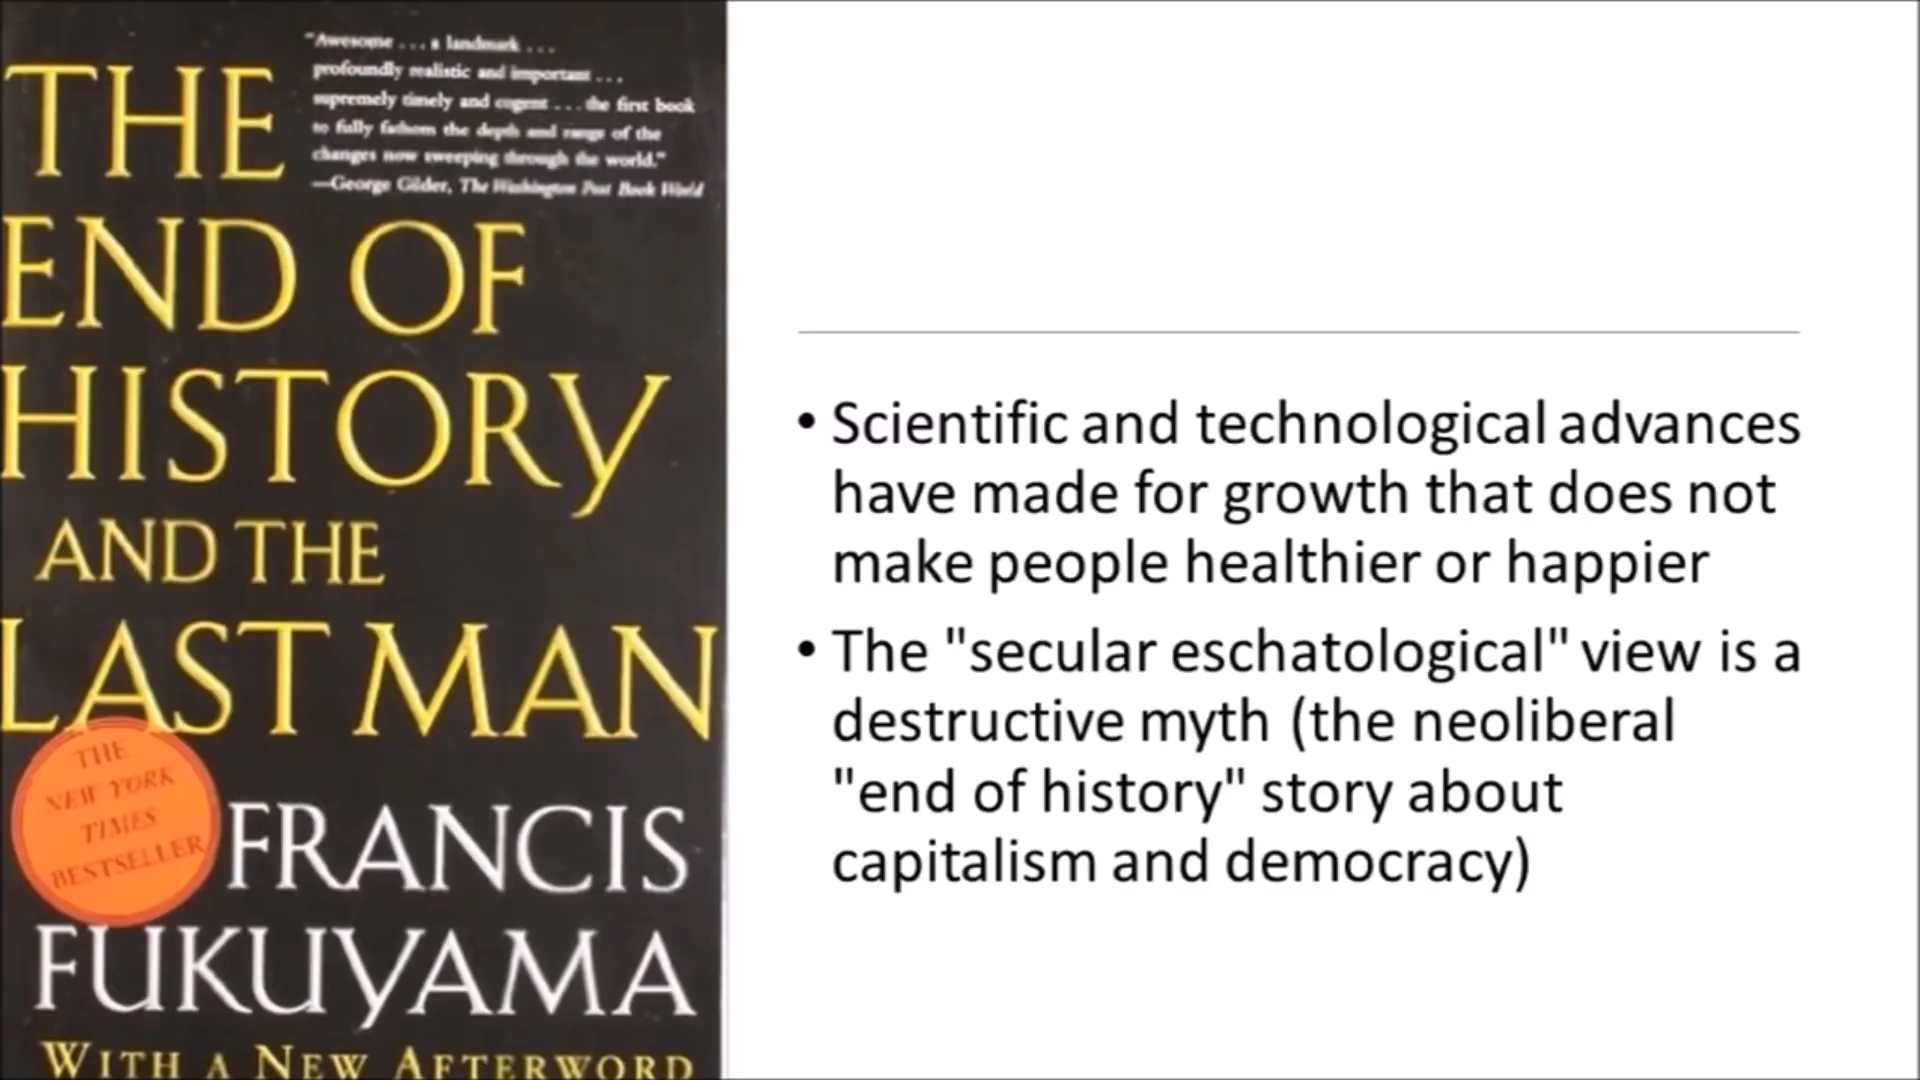 "Awesome ... a landmark ...
profoundly realistic and important ...
supremely timely and cogent ... the first book
to fully fathom the depth and range of the
changes now sweeping through the world."
—George Gilder, The Washington Post Book World
THE
END OF
HISTORY
AND THE
LAST MAN
THE
NEW YORK
TIMES
BESTSELLER
FRANCIS
FUKUYAMA
WITH A NEW AFTERWORD
• Scientific and technological advances
have made for growth that does not
make people healthier or happier
• The "secular eschatological" view is a
destructive myth (the neoliberal
"end of history" story about
capitalism and democracy)